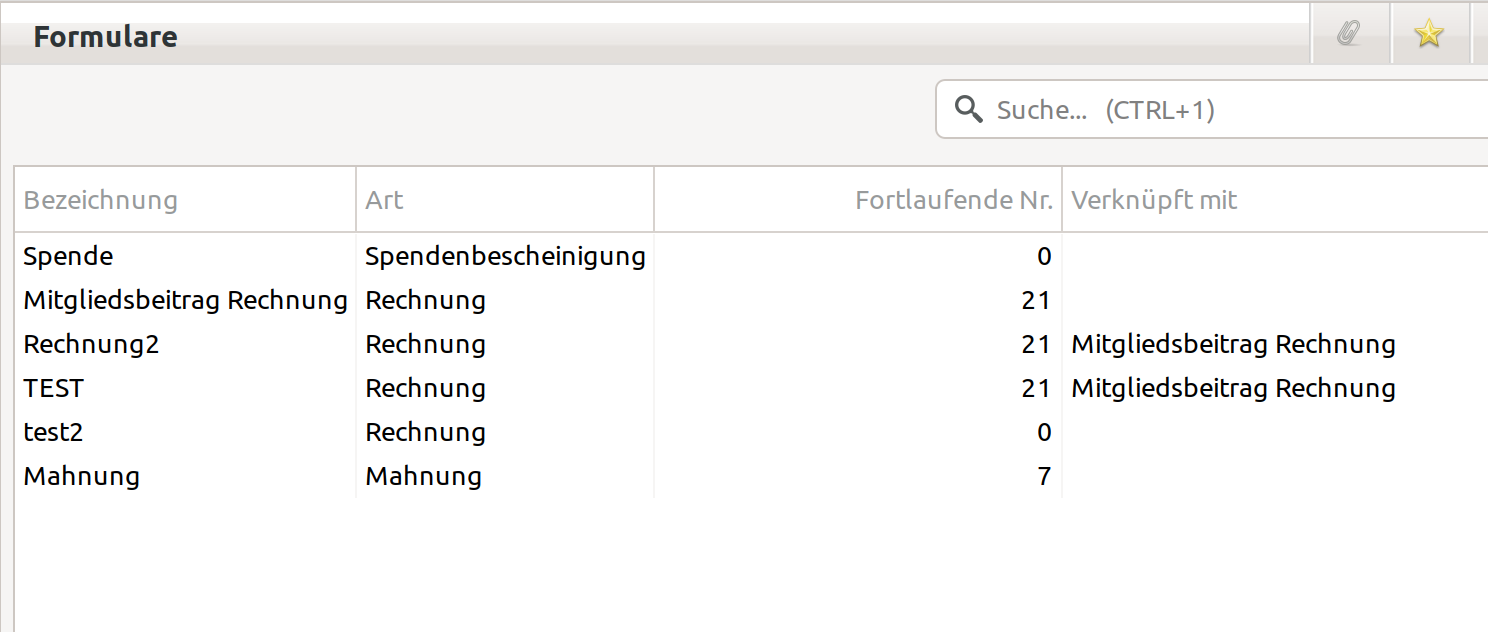 Formulare
Suche... (CTRL+1)
Bezeichnung Art Fortlaufende Nr. Verknüpft mit
Spende Spendenbescheinigung 0
Mitgliedsbeitrag Rechnung Rechnung 21
Rechnung2 Rechnung 21 Mitgliedsbeitrag Rechnung
TEST Rechnung 21 Mitgliedsbeitrag Rechnung
test2 Rechnung 0
Mahnung Mahnung 7